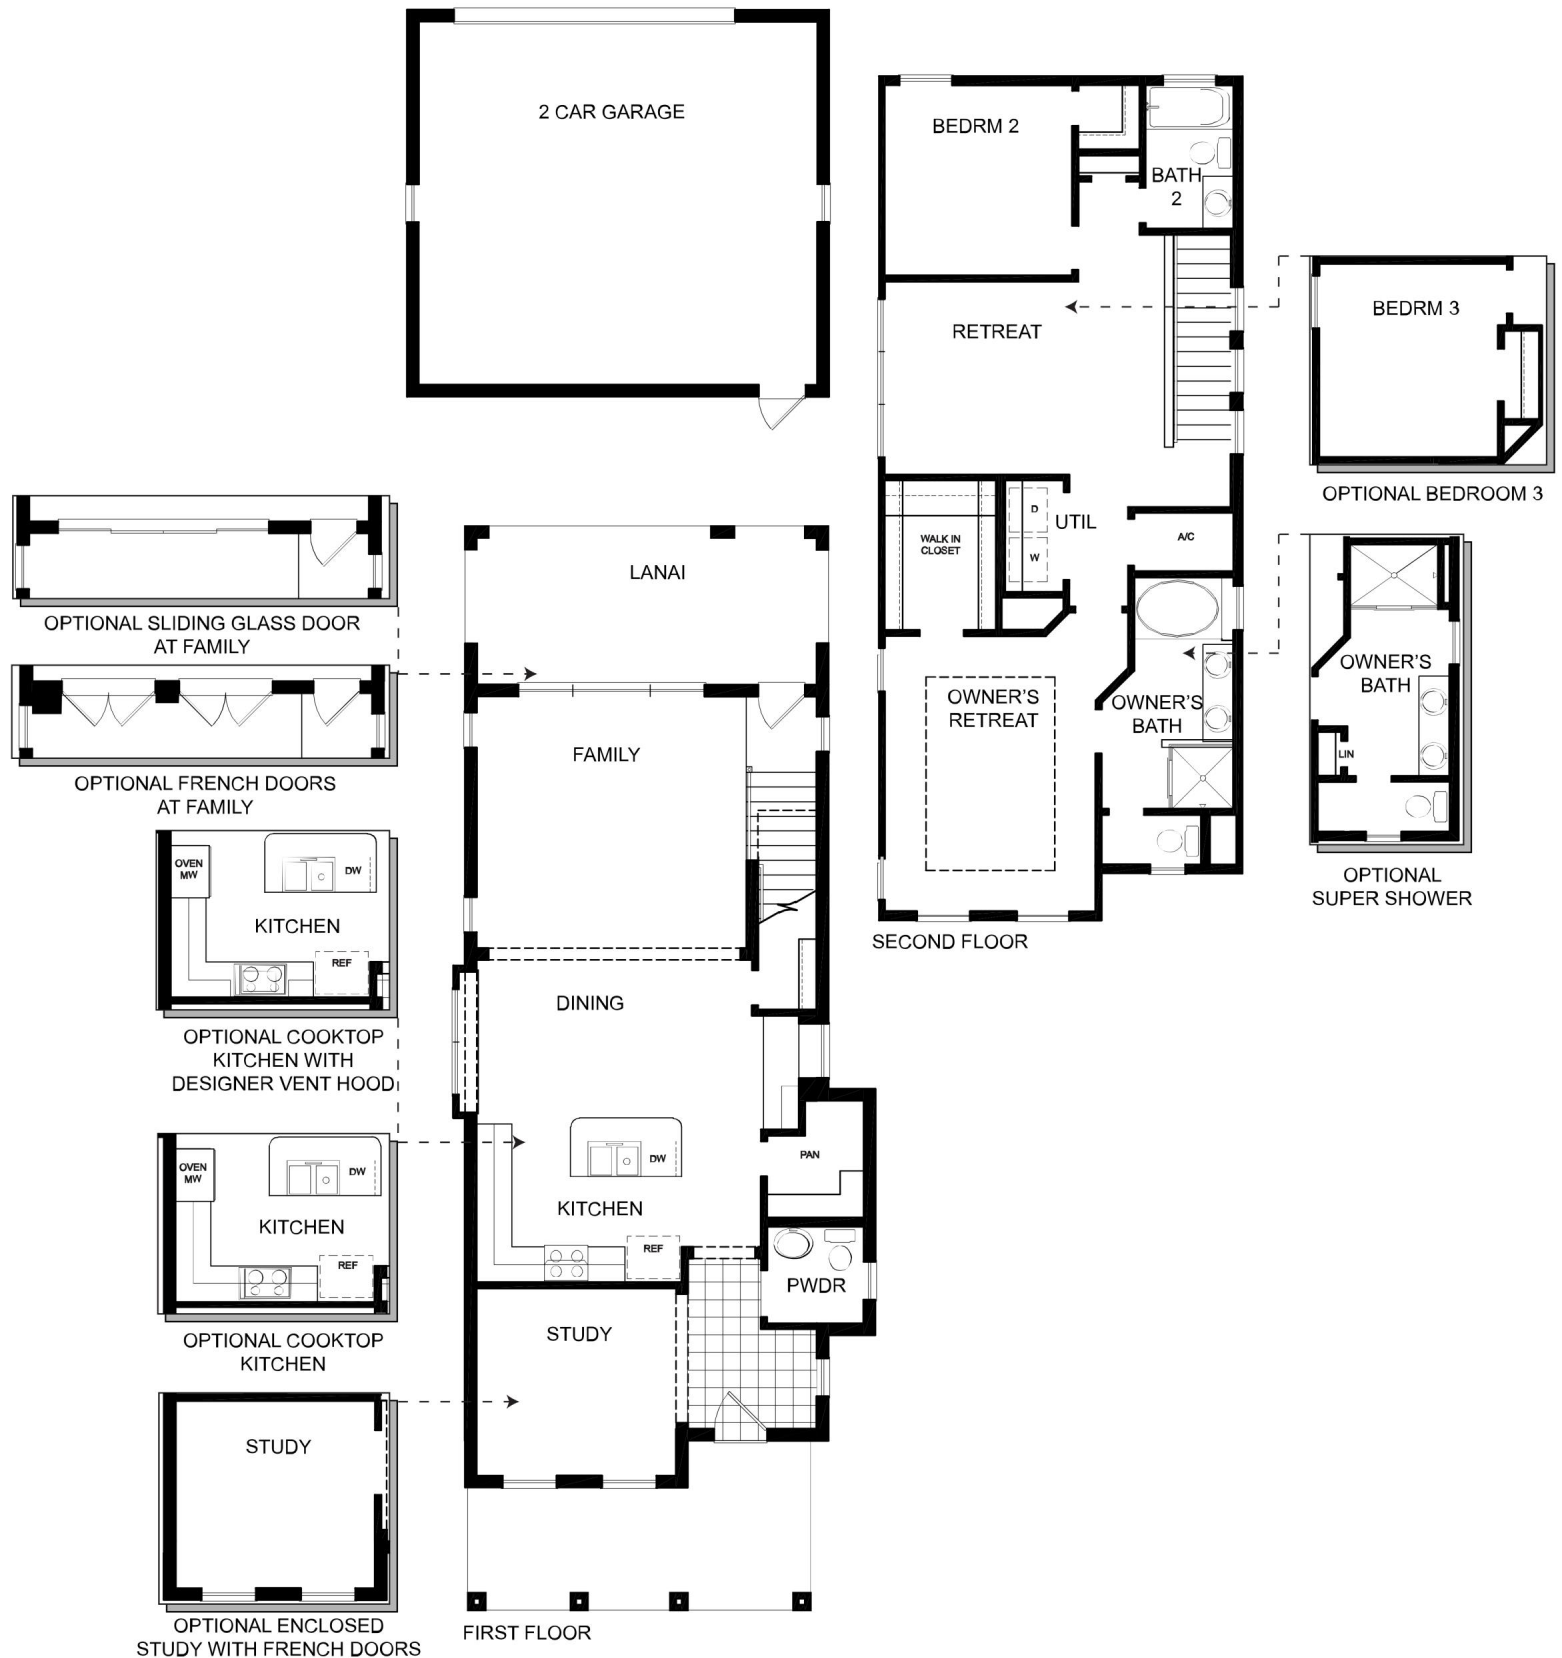 2 CAR GARAGE
OPTIONAL SLIDING GLASS DOOR
AT FAMILY
OPTIONAL FRENCH DOORS
AT FAMILY
OVEN
MW
DW
KITCHEN
REF
OPTIONAL COOKTOP
KITCHEN WITH
DESIGNER VENT HOOD
OVEN
MW
DW
KITCHEN
REF
OPTIONAL COOKTOP
KITCHEN
STUDY
OPTIONAL ENCLOSED
STUDY WITH FRENCH DOORS
LANAI
FAMILY
DINING
DW
PAN
KITCHEN
REF
PWDR
STUDY
FIRST FLOOR
BEDRM 2
BATH
2
RETREAT
WALK IN
CLOSET
D
UTIL
W
A/C
OWNER'S
RETREAT
OWNER'S
BATH
SECOND FLOOR
BEDRM 3
OPTIONAL BEDROOM 3
OWNER'S
BATH
LIN
OPTIONAL
SUPER SHOWER